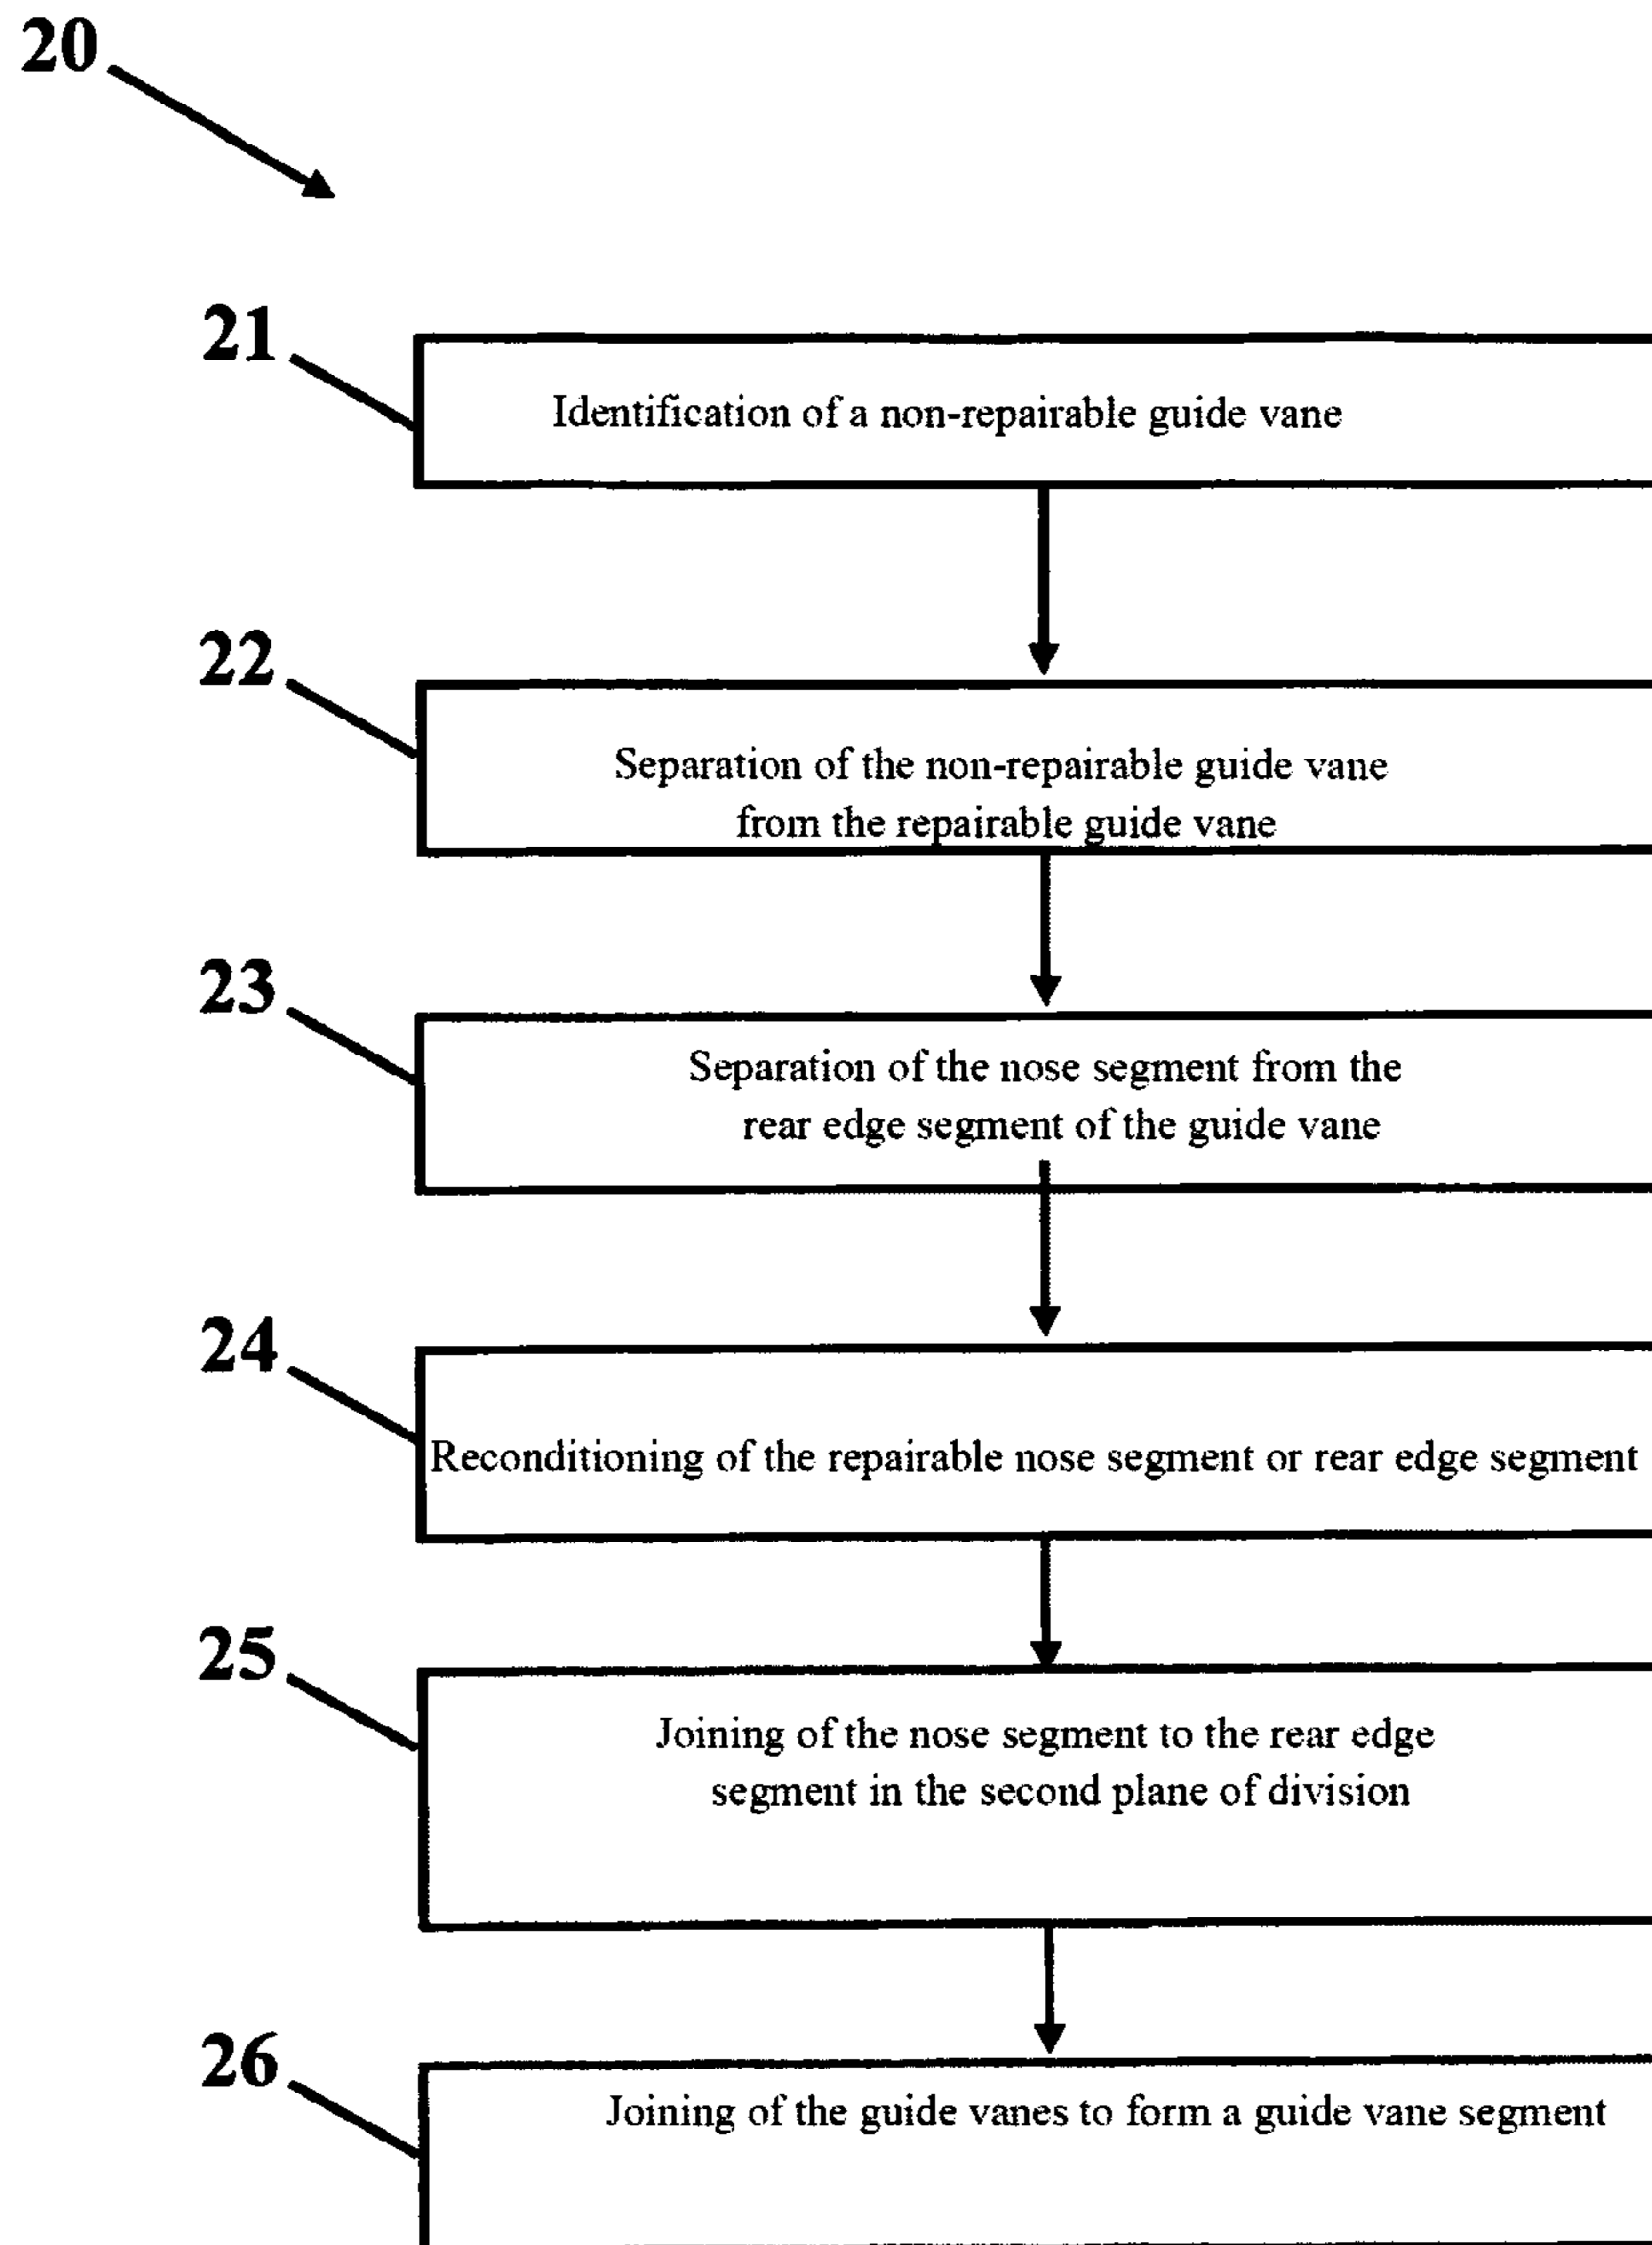 20
21
Identification of a non-repairable guide vane
22
Separation of the non-repairable guide vane
from the repairable guide vane
23
Separation of the nose segment from the
rear edge segment of the guide vane
24
Reconditioning of the repairable nose segment or rear edge segment
25
Joining of the nose segment to the rear edge
segment in the second plane of division
26
Joining of the guide vanes to form a guide vane segment